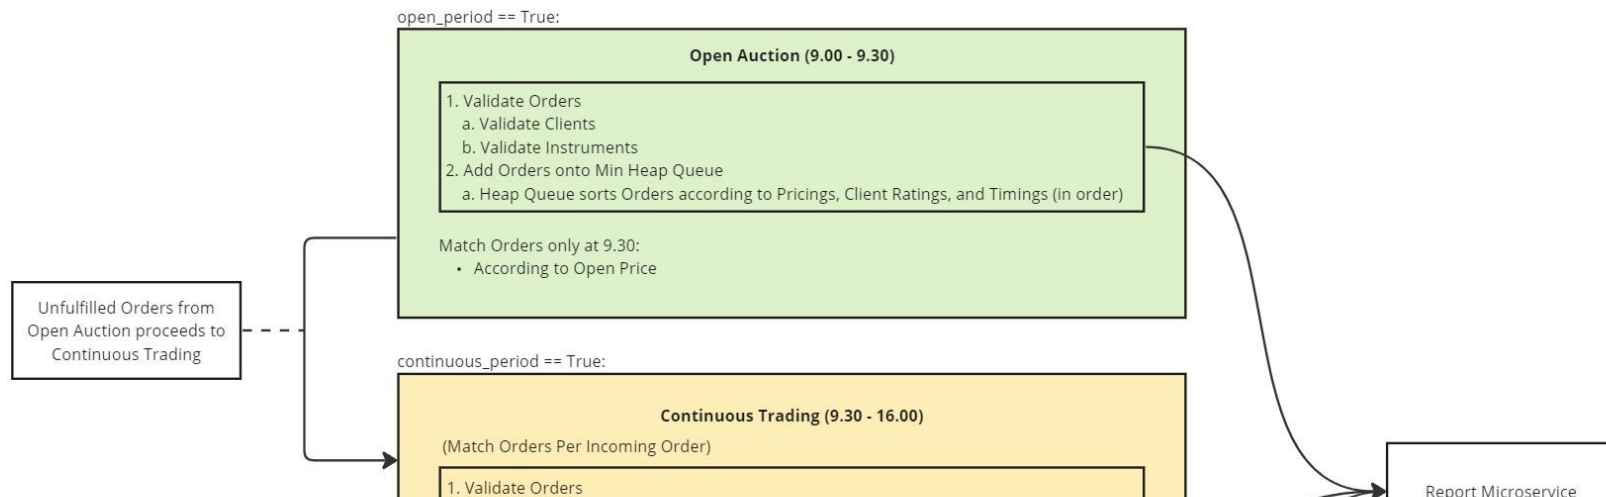 open_period == True:
Open Auction (9.00 - 9.30)
1. Validate Orders
a. Validate Clients
b. Validate Instruments
2. Add Orders onto Min Heap Queue
a. Heap Queue sorts Orders according to Pricings, Client Ratings, and Timings (in order)
Match Orders only at 9.30:
• According to Open Price
Unfulfilled Orders from
Open Auction proceeds to
Continuous Trading
continuous_period == True:
Continuous Trading (9.30 - 16.00)
(Match Orders Per Incoming Order)
1. Validate Orders
Report Microservice